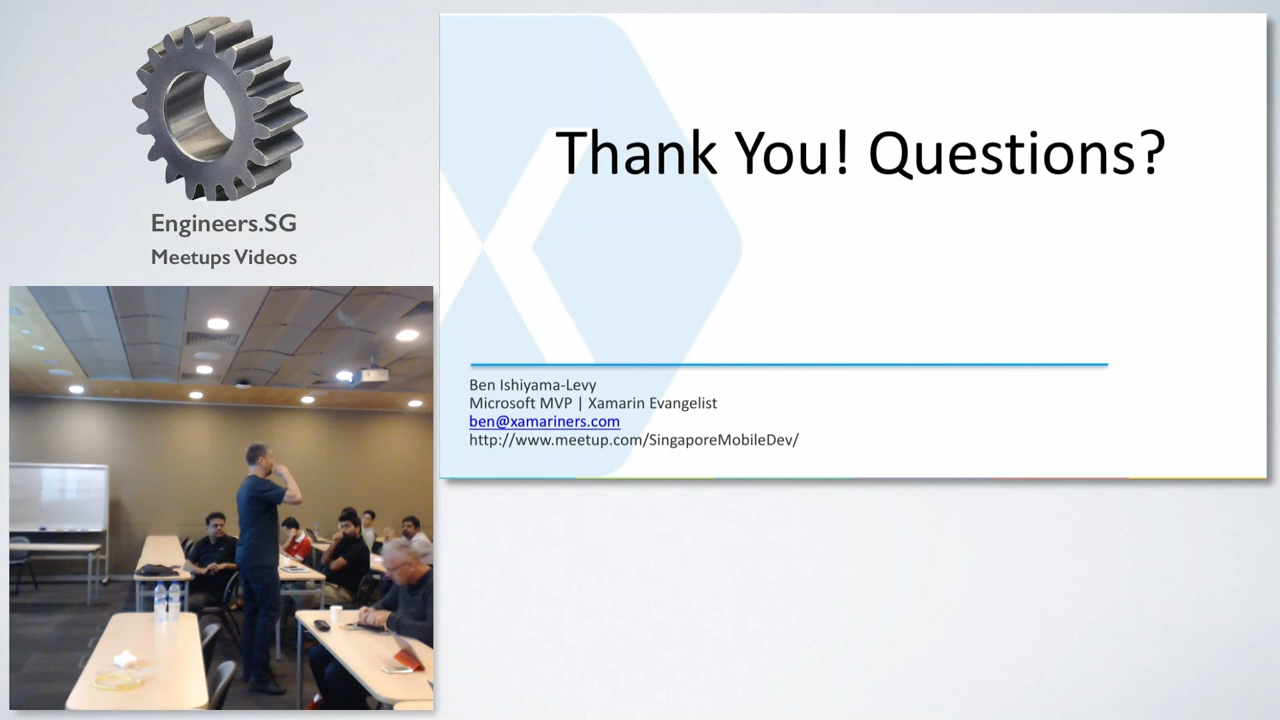 Engineers.SG
Meetups Videos
Thank You! Questions?
Ben Ishiyama-Levy
Microsoft MVP | Xamarin Evangelist
ben@xamariners.com
http://www.meetup.com/SingaporeMobileDev/